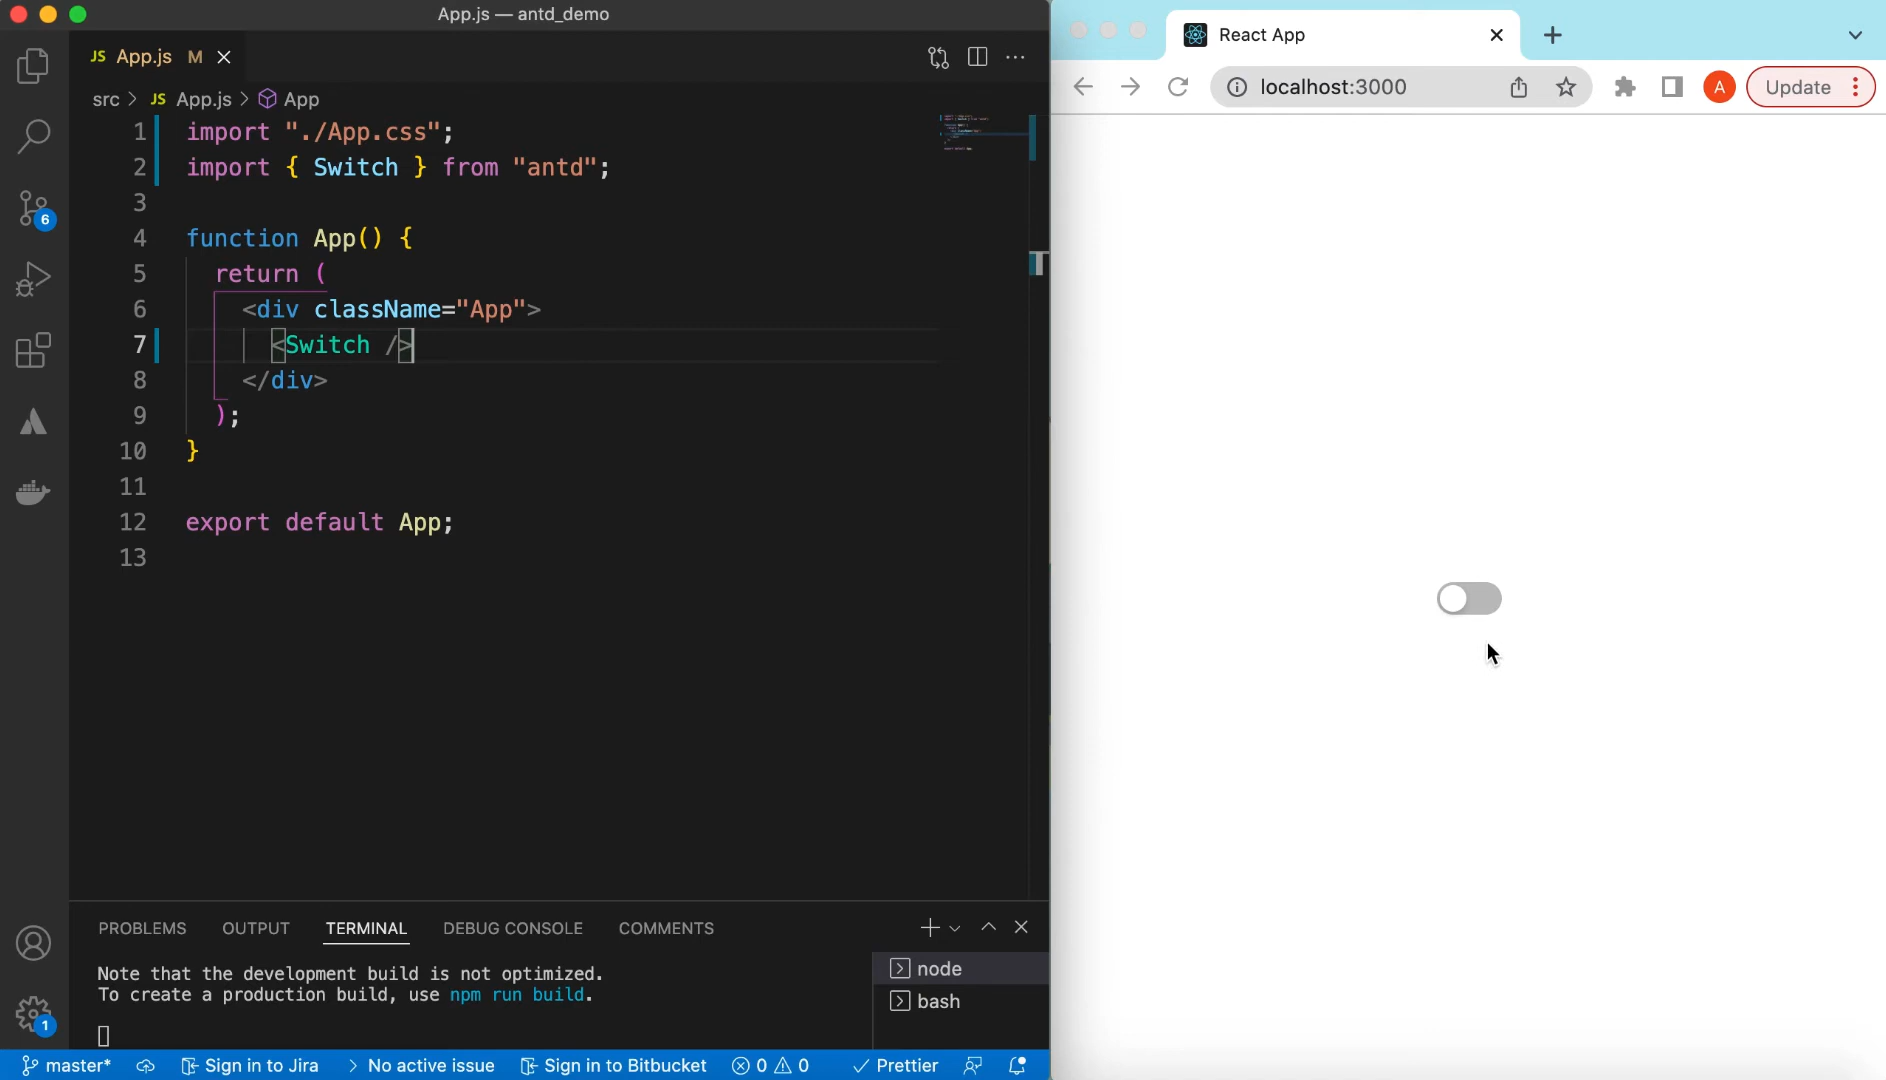 App.js — antd_demo
JS App.js M
src > JS App.js > App
1 import "./App.css";
2 import { Switch } from "antd";
3
4 function App() {
5 return (
6 <div className="App">
7 <Switch />
8 </div>
9 );
10 }
11
12 export default App;
13
6
1
PROBLEMS OUTPUT TERMINAL DEBUG CONSOLE COMMENTS
Note that the development build is not optimized.
To create a production build, use npm run build.
node
bash
master* Sign in to Jira > No active issue Sign in to Bitbucket 0 0 Prettier
React App
localhost:3000 A Update